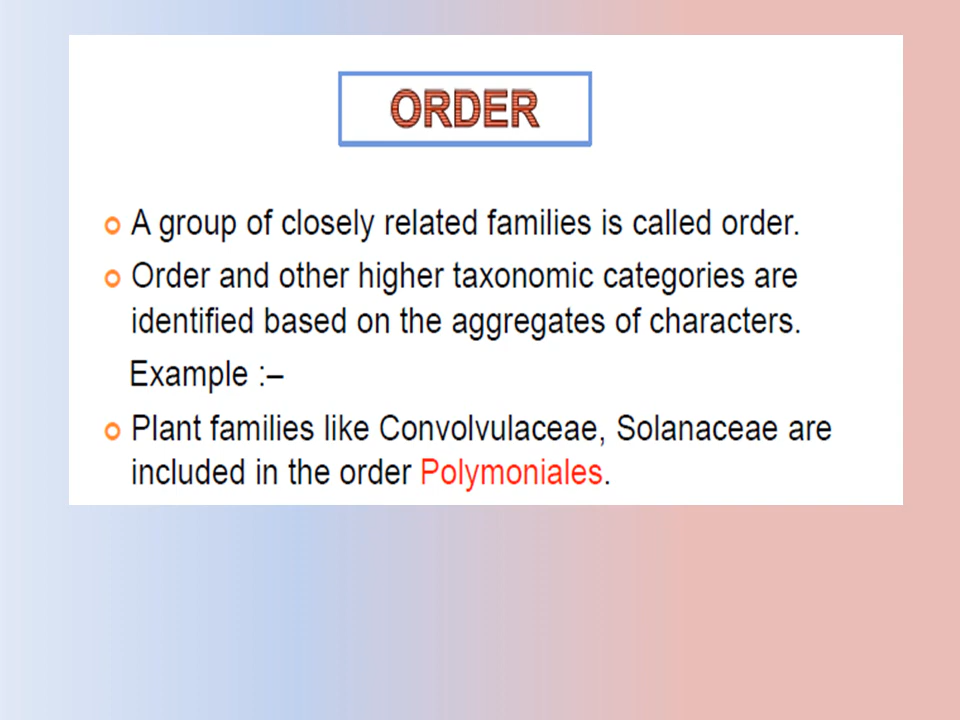 ORDER
A group of closely related families is called order.
Order and other higher taxonomic categories are
identified based on the aggregates of characters.
Example :–
Plant families like Convolvulaceae, Solanaceae are
included in the order Polymoniales.